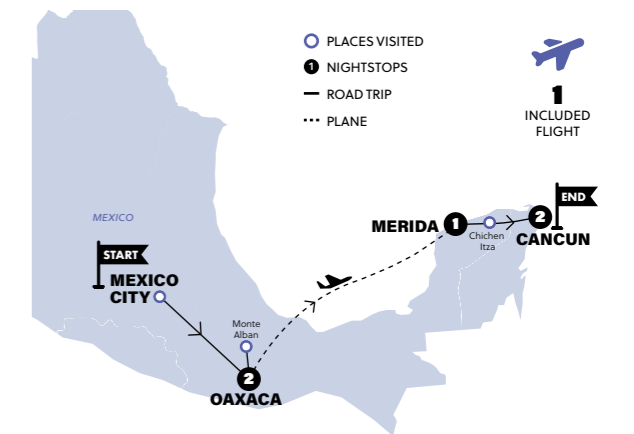 PLACES VISITED
1 NIGHTSTOPS
ROAD TRIP
PLANE
1
INCLUDED
FLIGHT
MEXICO
START
MEXICO
CITY
Monte
Alban
2
OAXACA
MERIDA 1
Chichen
Itza
2
CANCUN
END